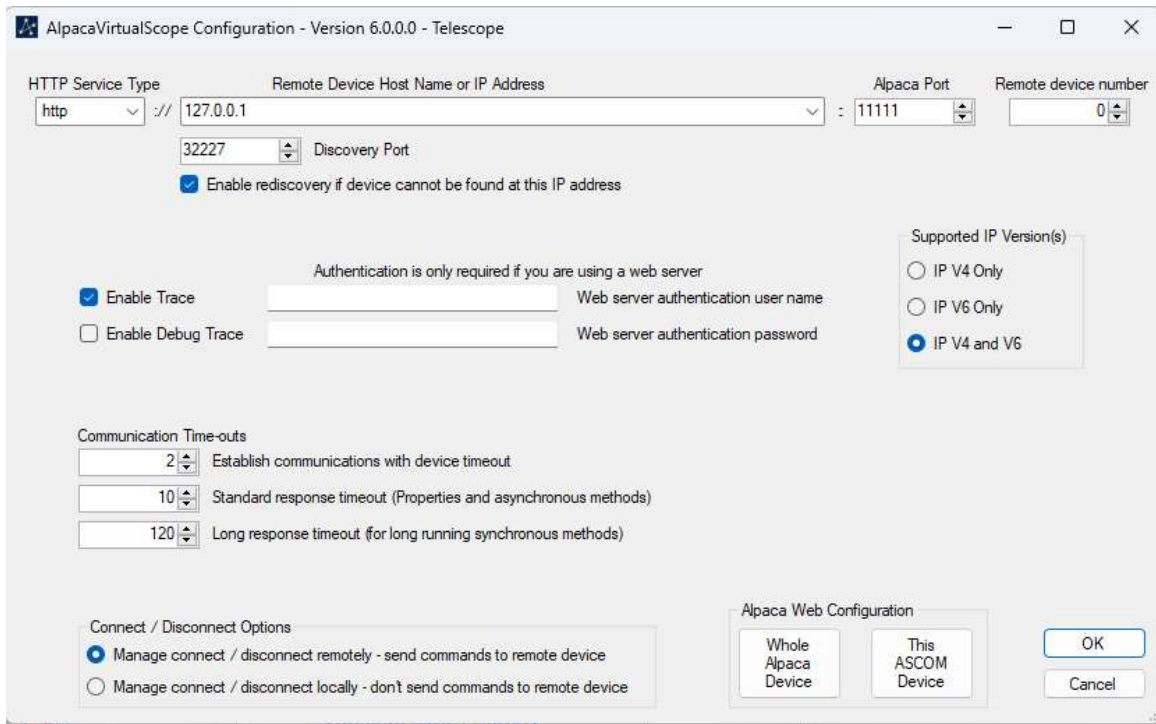 AlpacaVirtualScope Configuration - Version 6.0.0.0 - Telescope
HTTP Service Type Remote Device Host Name or IP Address Alpaca Port Remote device number
http :// 127.0.0.1 : 11111 0
32227 Discovery Port
Enable rediscovery if device cannot be found at this IP address
Supported IP Version(s)
Authentication is only required if you are using a web server
IP V4 Only
Enable Trace Web server authentication user name
IP V6 Only
Enable Debug Trace Web server authentication password
IP V4 and V6
Communication Time-outs
2 Establish communications with device timeout
10 Standard response timeout (Properties and asynchronous methods)
120 Long response timeout (for long running synchronous methods)
Connect / Disconnect Options
Manage connect / disconnect remotely - send commands to remote device
Manage connect / disconnect locally - don't send commands to remote device
Alpaca Web Configuration
Whole
Alpaca
Device
This
ASCOM
Device
OK
Cancel